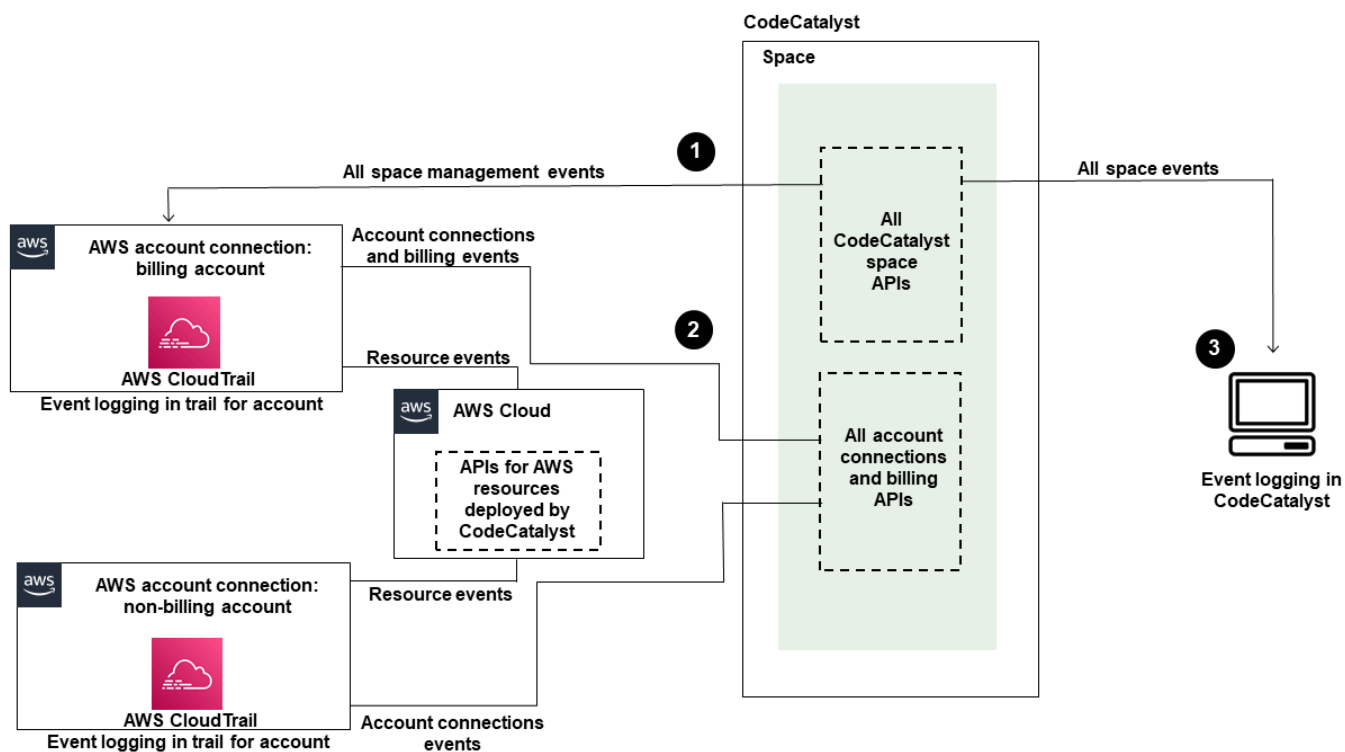 CodeCatalyst
Space
1
All space management events
All space events
All
CodeCatalyst
space
APIs
aws
AWS account connection:
billing account
AWS CloudTrail
Event logging in trail for account
Account connections
and billing events
2
Resource events
3
aws
AWS Cloud
APIs for AWS
resources
deployed by
CodeCatalyst
All account
connections
and billing
APIs
Event logging in
CodeCatalyst
aws
AWS account connection:
non-billing account
AWS CloudTrail
Event logging in trail for account
Resource events
Account connections
events